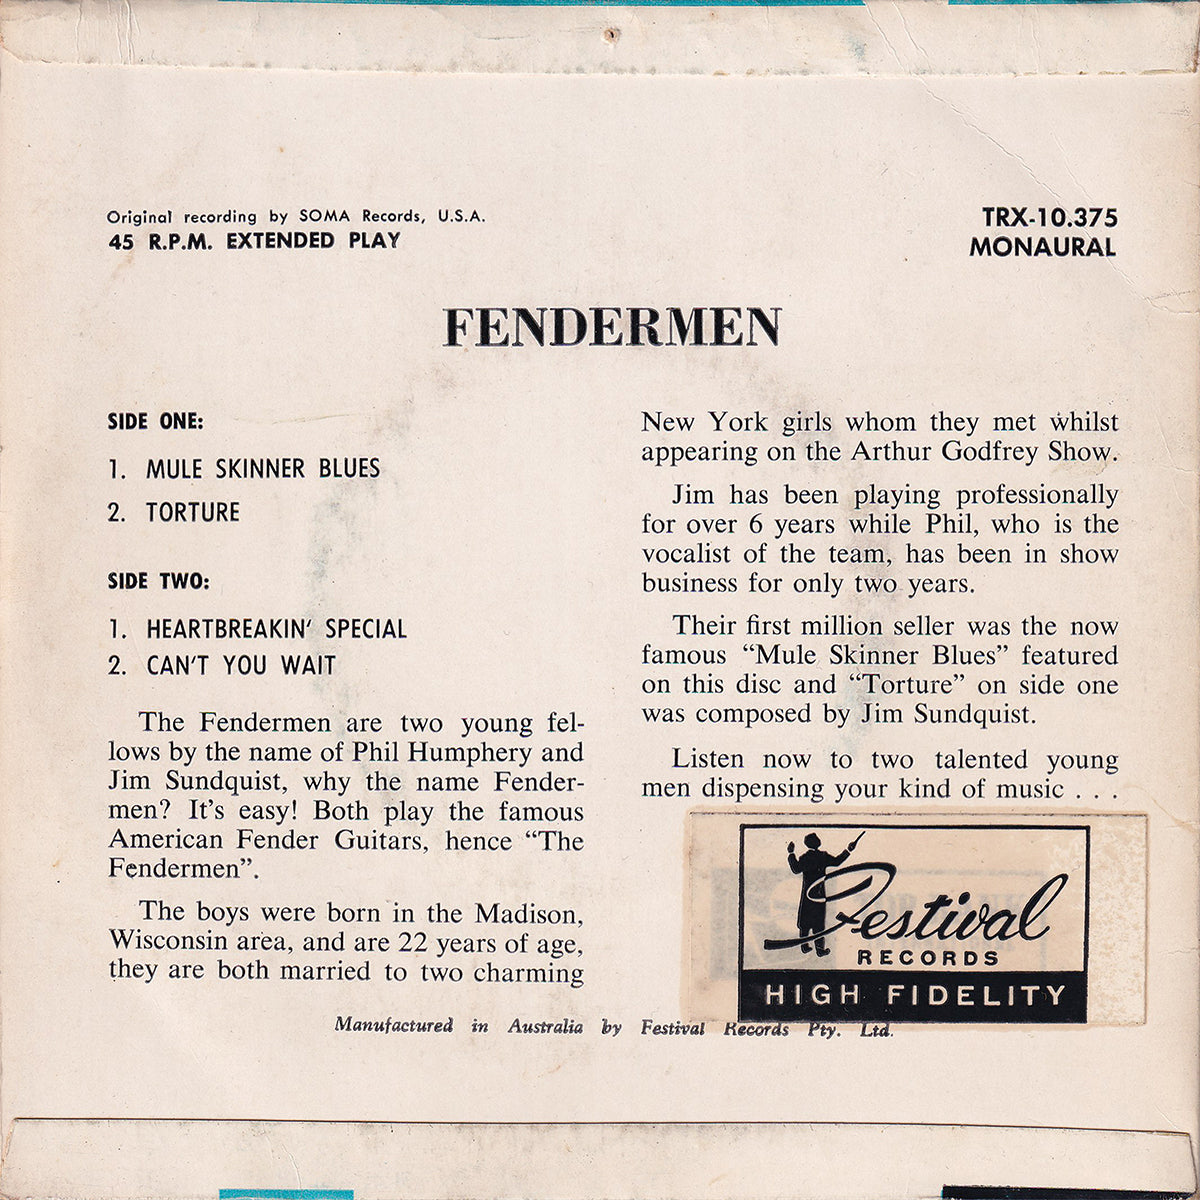 Original recording by SOMA Records, U.S.A.
45 R.P.M. EXTENDED PLAY
TRX-10.375
MONAURAL
FENDERMEN
SIDE ONE:
1. MULE SKINNER BLUES
2. TORTURE
SIDE TWO:
1. HEARTBREAKIN' SPECIAL
2. CAN'T YOU WAIT
The Fendermen are two young fel-
lows by the name of Phil Humphery and
Jim Sundquist, why the name Fender-
men? It's easy! Both play the famous
American Fender Guitars, hence “The
Fendermen”.
The boys were born in the Madison,
Wisconsin area, and are 22 years of age,
they are both married to two charming
New York girls whom they met whilst
appearing on the Arthur Godfrey Show.
Jim has been playing professionally
for over 6 years while Phil, who is the
vocalist of the team, has been in show
business for only two years.
Their first million seller was the now
famous “Mule Skinner Blues” featured
on this disc and “Torture” on side one
was composed by Jim Sundquist.
Listen now to two talented young
men dispensing your kind of music . . .
Festival
RECORDS
HIGH FIDELITY
Manufactured in Australia by Festival Records Pty. Ltd.